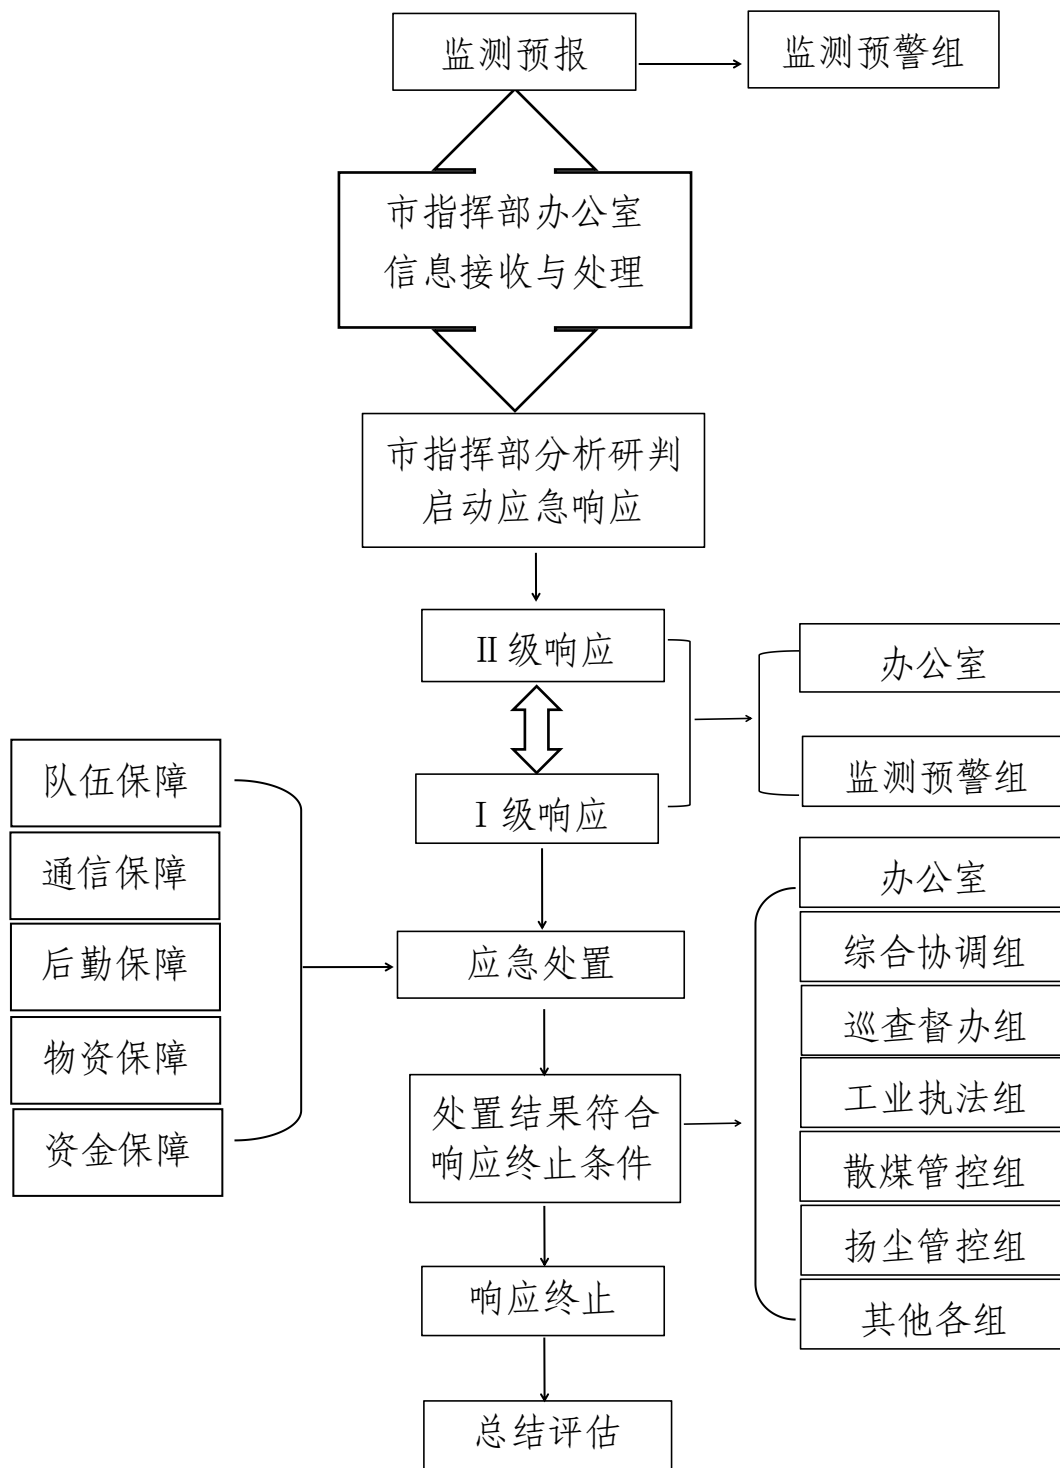 监测预报
监测预警组
市指挥部办公室
信息接收与处理
市指挥部分析研判
启动应急响应
Ⅱ级响应
办公室
监测预警组
Ⅰ级响应
队伍保障
通信保障
后勤保障
物资保障
资金保障
应急处置
处置结果符合
响应终止条件
办公室
综合协调组
巡查督办组
工业执法组
散煤管控组
扬尘管控组
其他各组
响应终止
总结评估